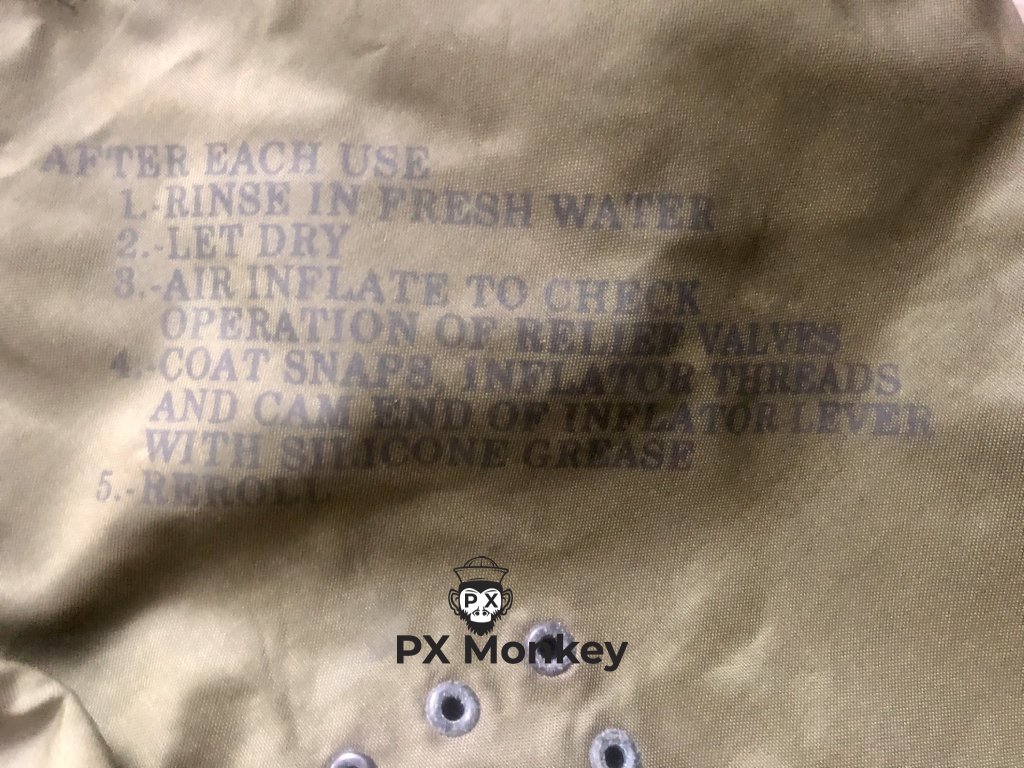 AFTER EACH USE
1.-RINSE IN FRESH WATER
2.-LET DRY
3.-AIR INFLATE TO CHECK
OPERATION OF RELIEF VALVES
4.-COAT SNAPS, INFLATOR THREADS
AND CAM END OF INFLATOR LEVER
WITH SILICONE GREASE
5.-REROLL
PX
PX Monkey